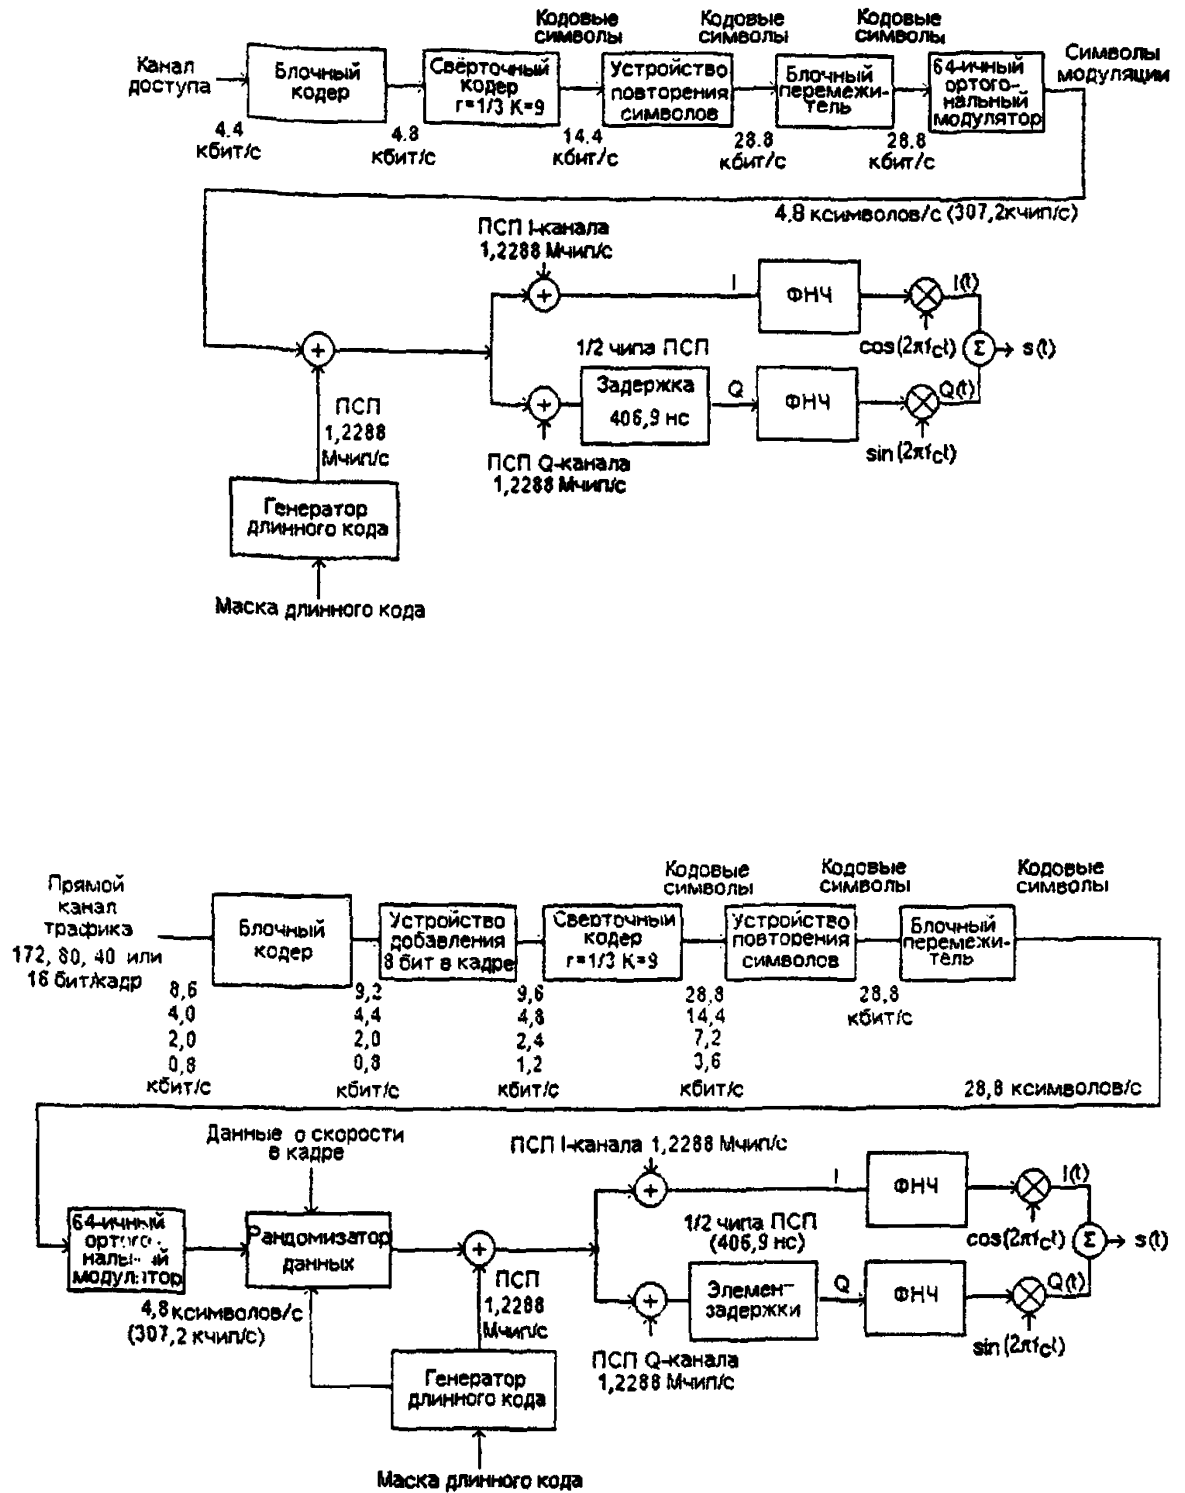 Кодовые
символы
Кодовые
символы
Кодовые
символы
Символы
модуляции
Канал
доступа
Блочный
кодер
Свёрточный
кодер
r=1/3 K=9
Устройство
повторения
символов
Блочный
перемежи-
тель
64-ичный
ортого-
нальный
модулятор
4.4
кбит/с
4.8
кбит/с
14.4
кбит/с
28.8
кбит/с
28.8
кбит/с
4,8 ксимволов/с (307,2кчип/с)
ПСП I-канала
1,2288 Мчип/с
I
ФНЧ
I(t)
cos(2πfct)
Σ
s(t)
1/2 чипа ПСП
Задержка
406,9 нс
Q
ФНЧ
Q(t)
sin(2πfct)
ПСП Q-канала
1,2288 Мчип/с
ПСП
1,2288
Мчип/с
Генератор
длинного кода
Маска длинного кода
Кодовые
символы
Кодовые
символы
Кодовые
символы
Прямой
канал
трафика
172, 80, 40 или
16 бит/кадр
Блочный
кодер
Устройство
добавления
8 бит в кадре
Сверточный
кодер
r=1/3 K=9
Устройство
повторения
символов
Блочный
перемежи-
тель
8,6
4,0
2,0
0,8
кбит/с
9,2
4,4
2,0
0,8
кбит/с
9,6
4,8
2,4
1,2
кбит/с
28,8
14,4
7,2
3,6
кбит/с
28,8
кбит/с
28,8 ксимволов/с
Данные о скорости
в кадре
64-ичный
ортого-
нальный
модулятор
4,8 ксимволов/с
(307,2 кчип/с)
Рандомизатор
данных
ПСП
1,2288
Мчип/с
Генератор
длинного кода
Маска длинного кода
ПСП I-канала 1,2288 Мчип/с
I
ФНЧ
I(t)
cos(2πfct)
Σ
s(t)
1/2 чипа ПСП
(406,9 нс)
Элемен-
задержки
Q
ФНЧ
Q(t)
sin(2πfct)
ПСП Q-канала
1,2288 Мчип/с